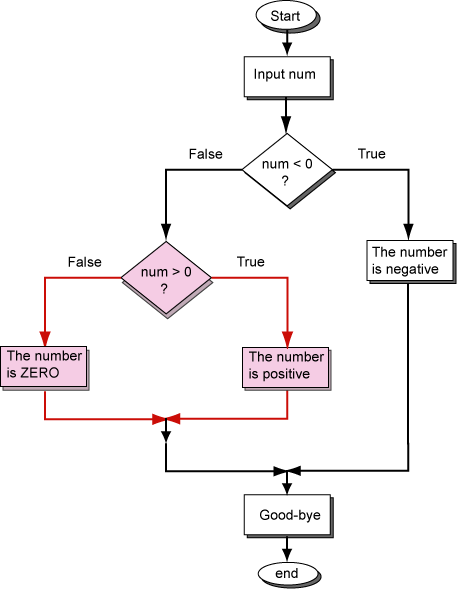 Start
Input num
False
True
num < 0
?
The number
is negative
False
True
num > 0
?
The number
is ZERO
The number
is positive
Good-bye
end